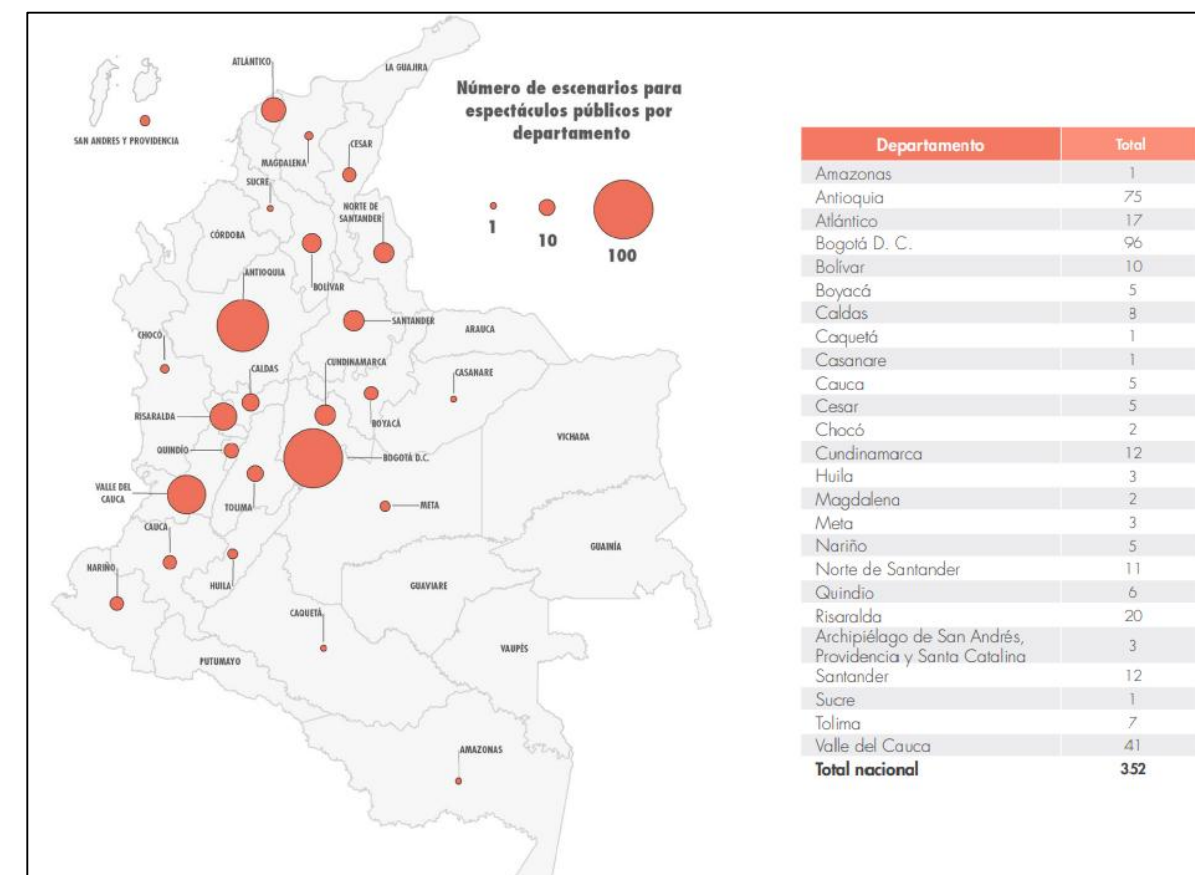 ATLÁNTICO
LA GUAJIRA
SAN ANDRES Y PROVIDENCIA
MAGDALENA
CESAR
SUCRE
NORTE DE
SANTANDER
CÓRDOBA
BOLÍVAR
ANTIOQUIA
SANTANDER
ARAUCA
CHOCÓ
CALDAS
CUNDINAMARCA
CASANARE
RISARALDA
BOYACÁ
VICHADA
QUINDÍO
BOGOTÁ D.C.
VALLE DEL
CAUCA
TOLIMA
META
CAUCA
GUAINÍA
NARIÑO
HUILA
GUAVIARE
CAQUETÁ
VAUPÉS
PUTUMAYO
AMAZONAS
Número de escenarios para
espectáculos públicos por
departamento
1
10
100
Departamento Total
Amazonas 1
Antioquia 75
Atlántico 17
Bogotá D. C. 96
Bolívar 10
Boyacá 5
Caldas 8
Caquetá 1
Casanare 1
Cauca 5
Cesar 5
Chocó 2
Cundinamarca 12
Huila 3
Magdalena 2
Meta 3
Nariño 5
Norte de Santander 11
Quindio 6
Risaralda 20
Archipiélago de San Andrés,
Providencia y Santa Catalina 3
Santander 12
Sucre 1
Tolima 7
Valle del Cauca 41
Total nacional 352